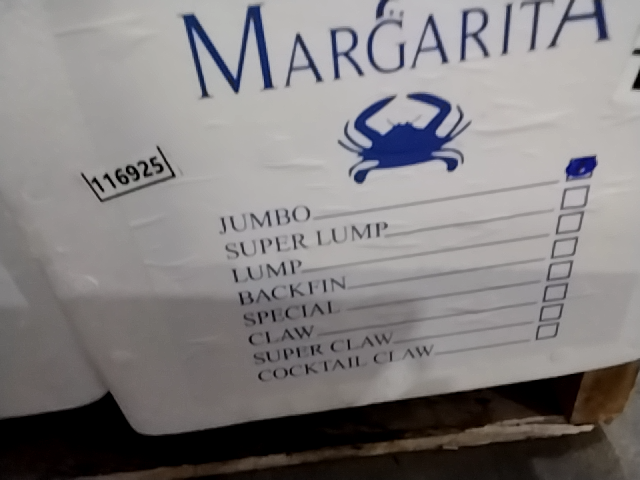 MARGARITA
116925
JUMBO
SUPER LUMP
LUMP
BACKFIN
SPECIAL
CLAW
SUPER CLAW
COCKTAIL CLAW